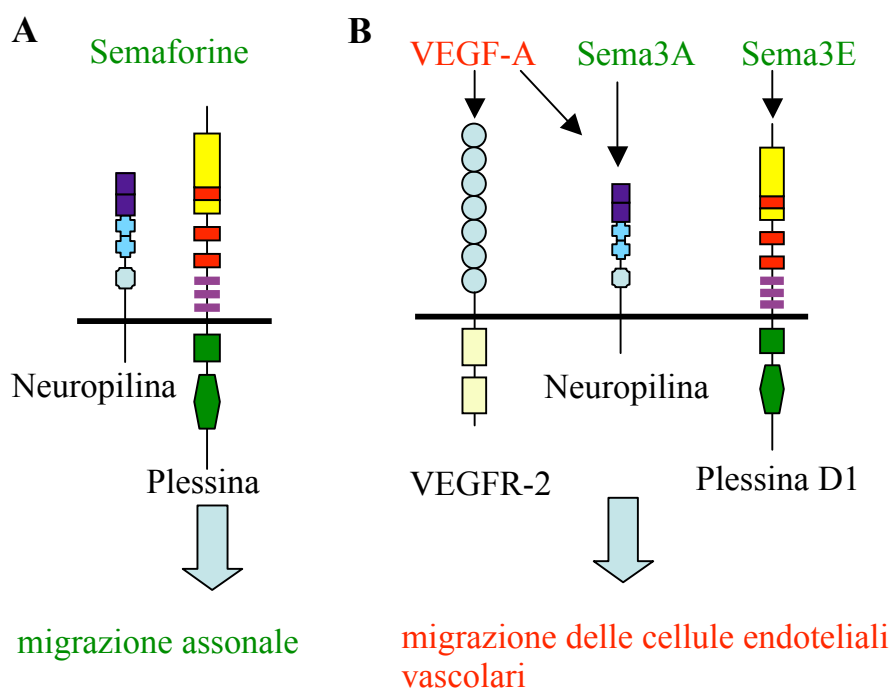 A
Semaforine
Neuropilina
Plessina
migrazione assonale
B
VEGF-A
Sema3A
Sema3E
VEGFR-2
Neuropilina
Plessina D1
migrazione delle cellule endoteliali
vascolari